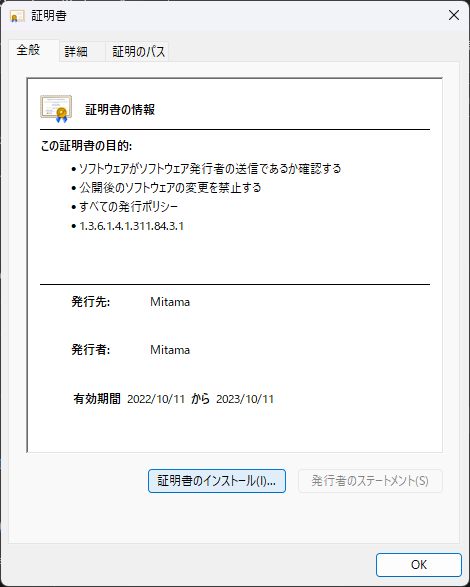 証明書
全般 詳細 証明のパス
証明書の情報
この証明書の目的:
• ソフトウェアがソフトウェア発行者の送信であるか確認する
• 公開後のソフトウェアの変更を禁止する
• すべての発行ポリシー
• 1.3.6.1.4.1.311.84.3.1
発行先: Mitama
発行者: Mitama
有効期間 2022/10/11 から 2023/10/11
証明書のインストール(I)... 発行者のステートメント(S)
OK